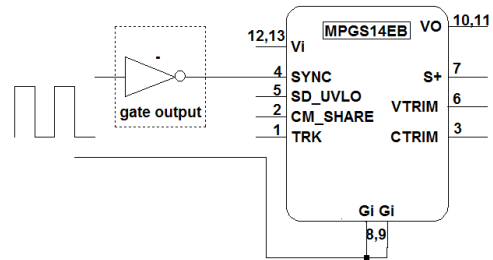 12,13
Vi
MPGS14EB
VO
10,11
4
SYNC
S+
7
5
SD_UVLO
VTRIM
6
gate output
2
CM_SHARE
1
TRK
CTRIM
3
Gi Gi
8,9